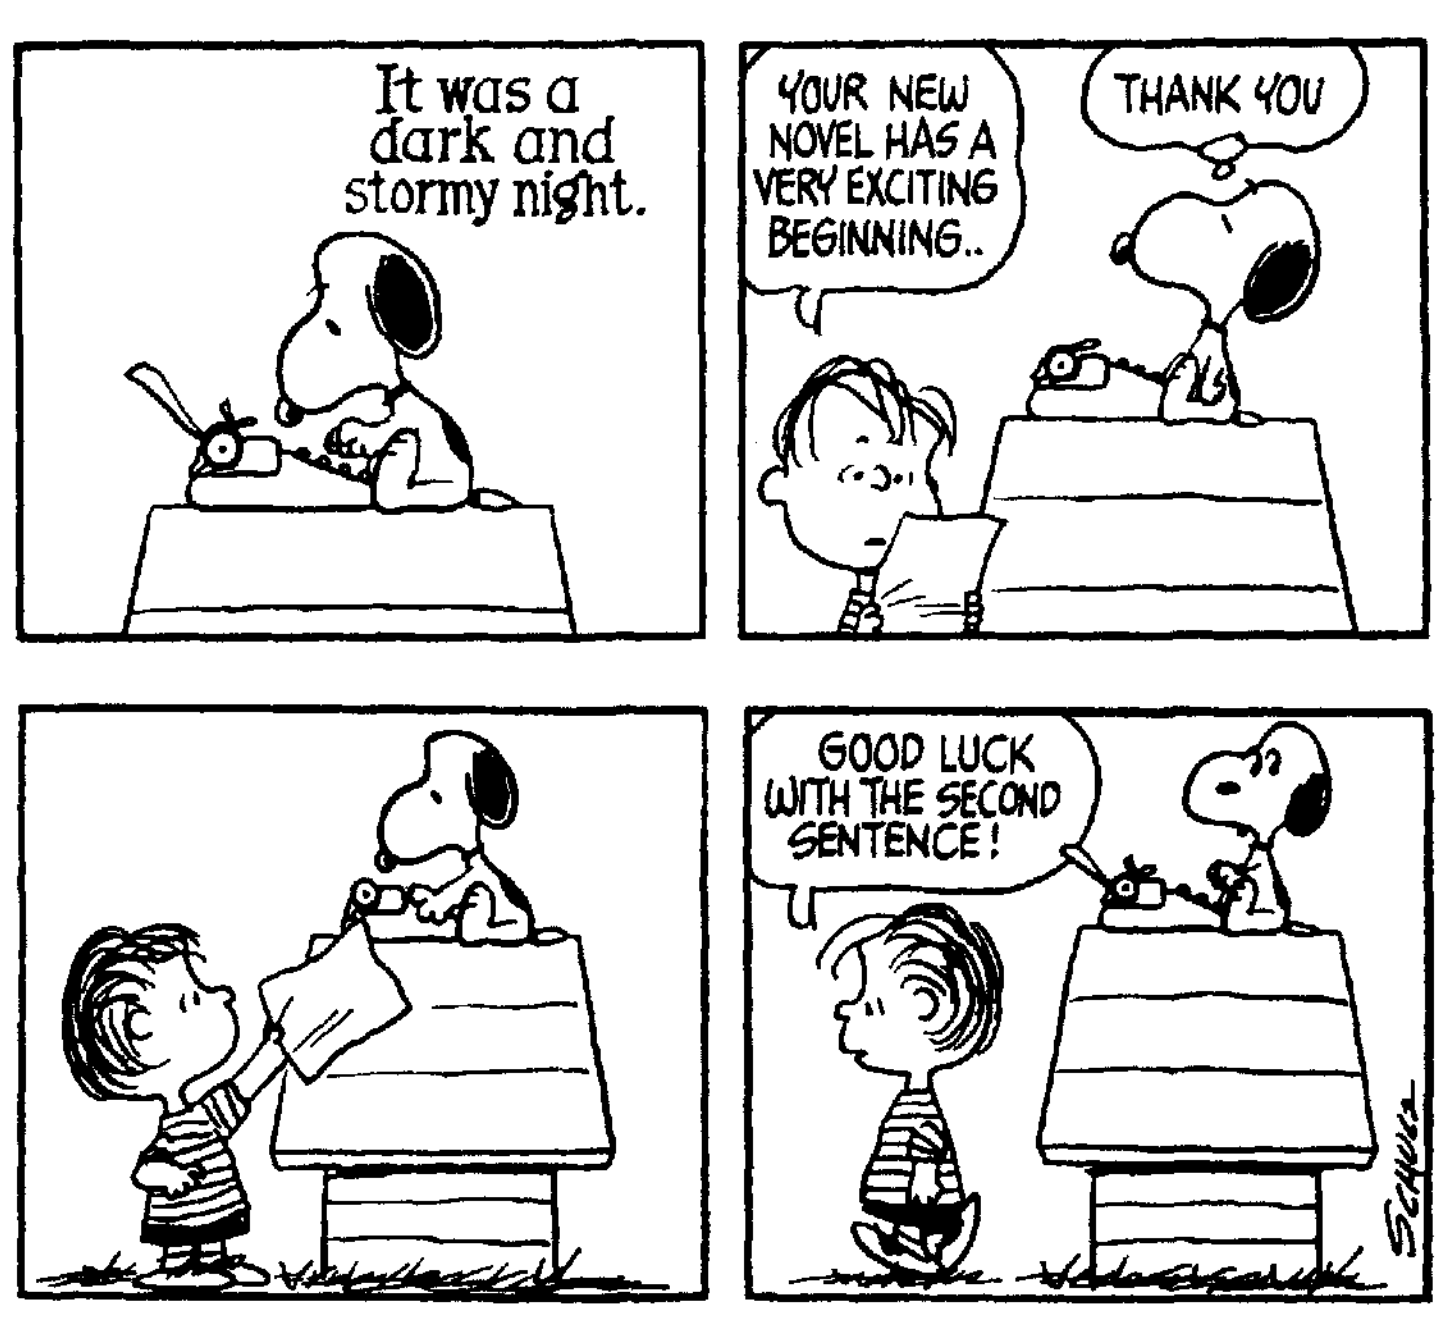 It was a
dark and
stormy night.
YOUR NEW
NOVEL HAS A
VERY EXCITING
BEGINNING..
THANK YOU
GOOD LUCK
WITH THE SECOND
SENTENCE!
SCHULZ